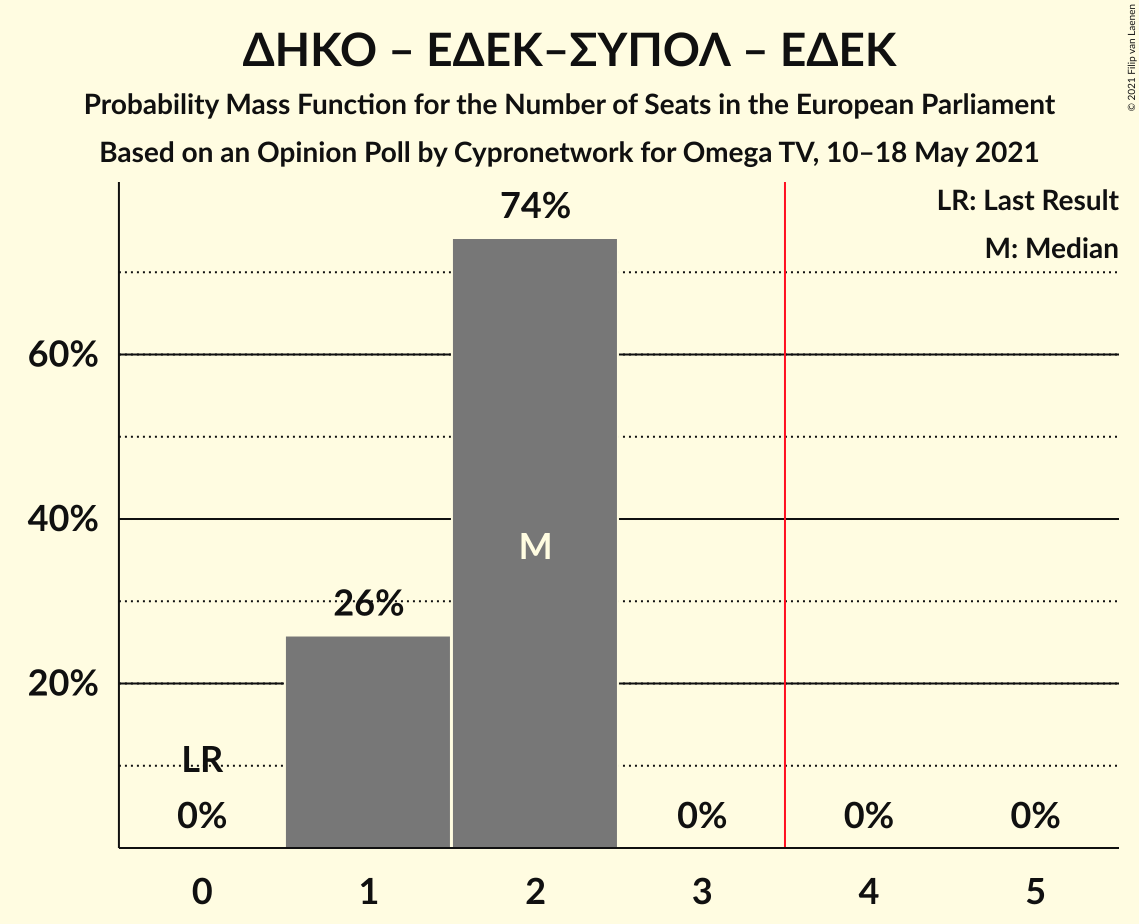 ΔΗΚΟ – ΕΔΕΚ–ΣΥΠΟΛ – ΕΔΕΚ
Probability Mass Function for the Number of Seats in the European Parliament
Based on an Opinion Poll by Cypronetwork for Omega TV, 10–18 May 2021
© 2021 Filip van Laenen
LR: Last Result
M: Median
74%
60%
40%
M
26%
20%
LR
0%
0%
0%
0%
0
1
2
3
4
5